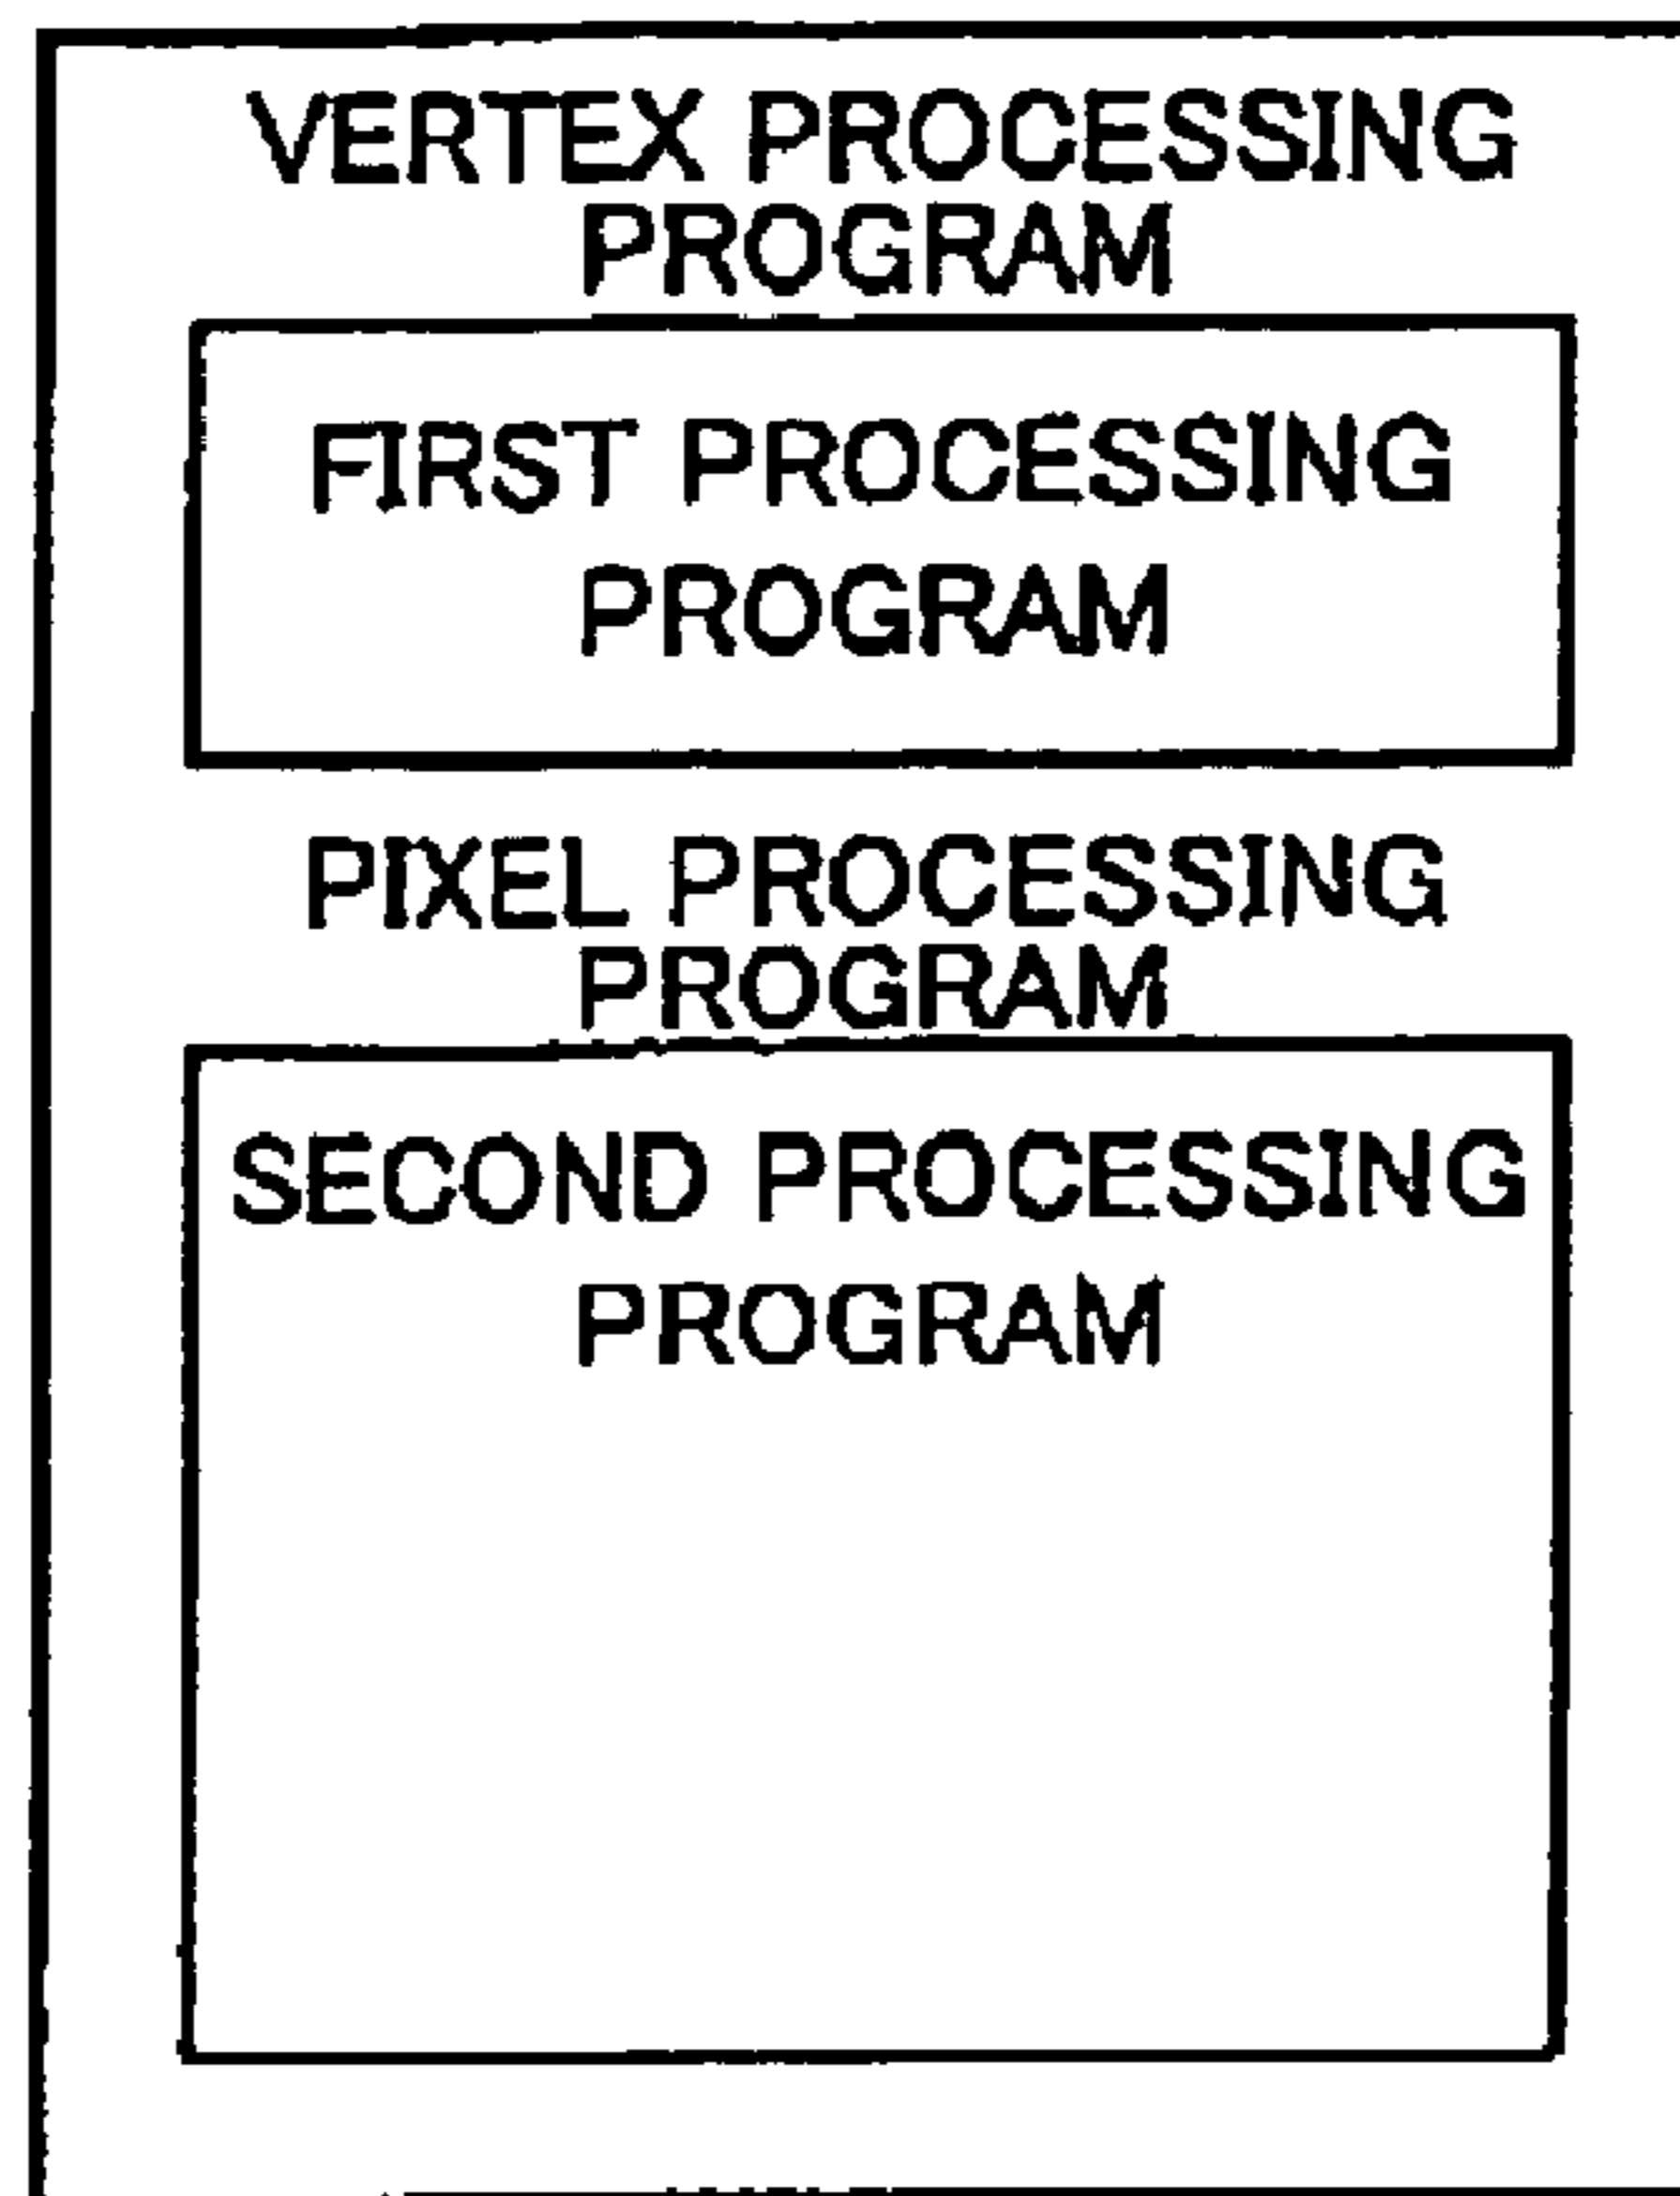 VERTEX PROCESSING
PROGRAM
FIRST PROCESSING
PROGRAM
PIXEL PROCESSING
PROGRAM
SECOND PROCESSING
PROGRAM